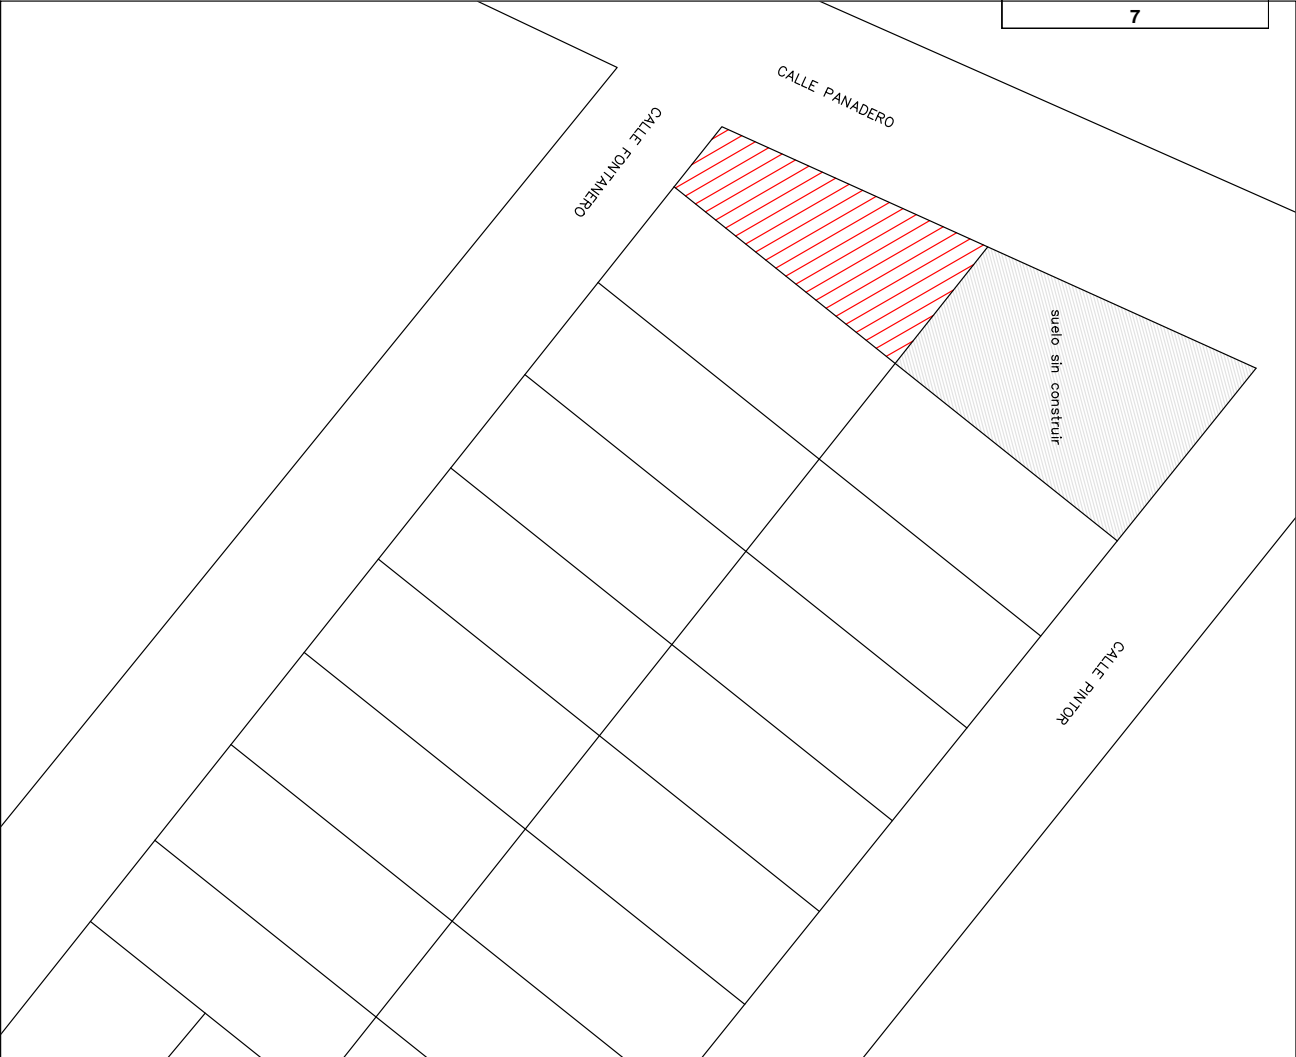 7
CALLE PANADERO
CALLE FONTANERO
suelo sin construir
CALLE PINTOR